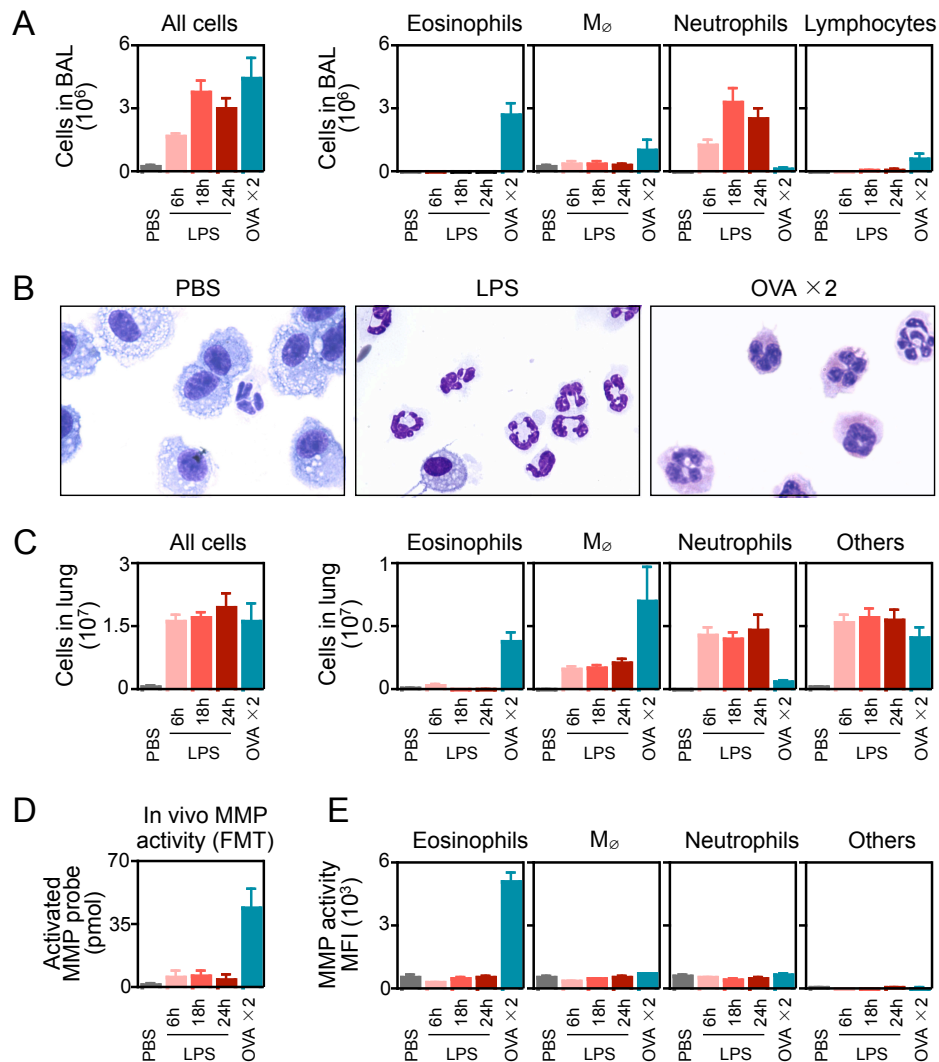 A
All cells
Eosinophils
M∅
Neutrophils
Lymphocytes
Cells in BAL
(10⁶)
6
3
0
Cells in BAL
(10⁶)
6
3
0
PBS
6h
18h
24h
OVA ×2
LPS
PBS
6h
18h
24h
OVA ×2
LPS
PBS
6h
18h
24h
OVA ×2
LPS
PBS
6h
18h
24h
OVA ×2
LPS
PBS
6h
18h
24h
OVA ×2
LPS
B
PBS
LPS
OVA ×2
C
All cells
Eosinophils
M∅
Neutrophils
Others
Cells in lung
(10⁷)
3
1.5
0
Cells in lung
(10⁷)
1
0.5
0
PBS
6h
18h
24h
OVA ×2
LPS
PBS
6h
18h
24h
OVA ×2
LPS
PBS
6h
18h
24h
OVA ×2
LPS
PBS
6h
18h
24h
OVA ×2
LPS
PBS
6h
18h
24h
OVA ×2
LPS
D
In vivo MMP
activity (FMT)
Activated
MMP probe
(pmol)
70
35
0
PBS
6h
18h
24h
OVA ×2
LPS
E
Eosinophils
M∅
Neutrophils
Others
MMP activity
MFI (10³)
6
3
0
PBS
6h
18h
24h
OVA ×2
LPS
PBS
6h
18h
24h
OVA ×2
LPS
PBS
6h
18h
24h
OVA ×2
LPS
PBS
6h
18h
24h
OVA ×2
LPS